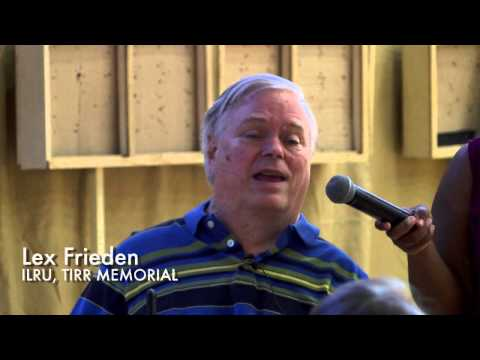 Lex Frieden
ILRU, TIRR MEMORIAL